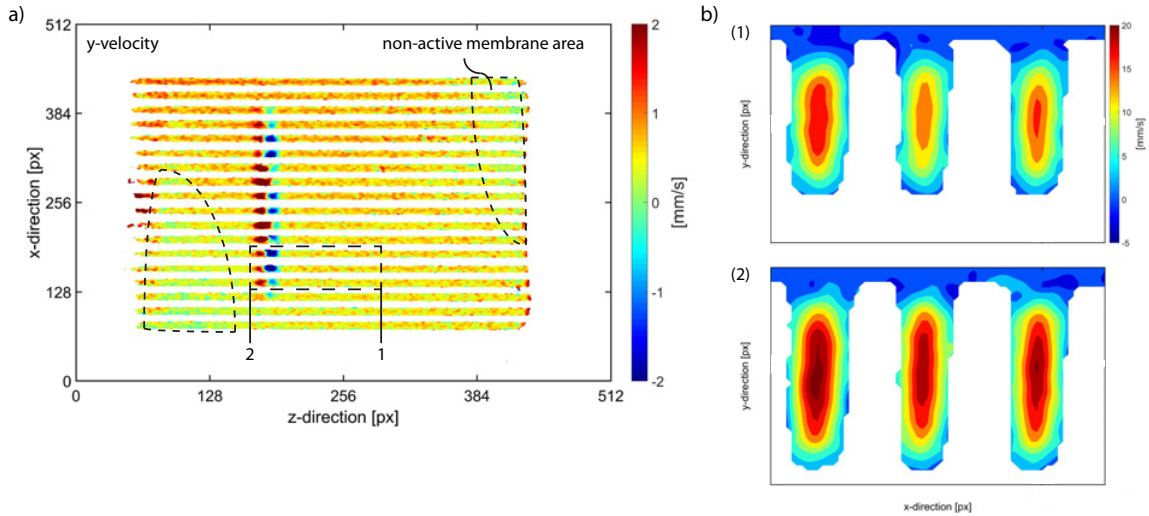 a)
y-velocity
non-active membrane area
512
384
256
128
0
x-direction [px]
0
128
256
384
512
z-direction [px]
2
1
2
1
0
-1
-2
[mm/s]
b)
(1)
y-direction [px]
20
15
10
5
0
-5
[mm/s]
(2)
y-direction [px]
x-direction [px]